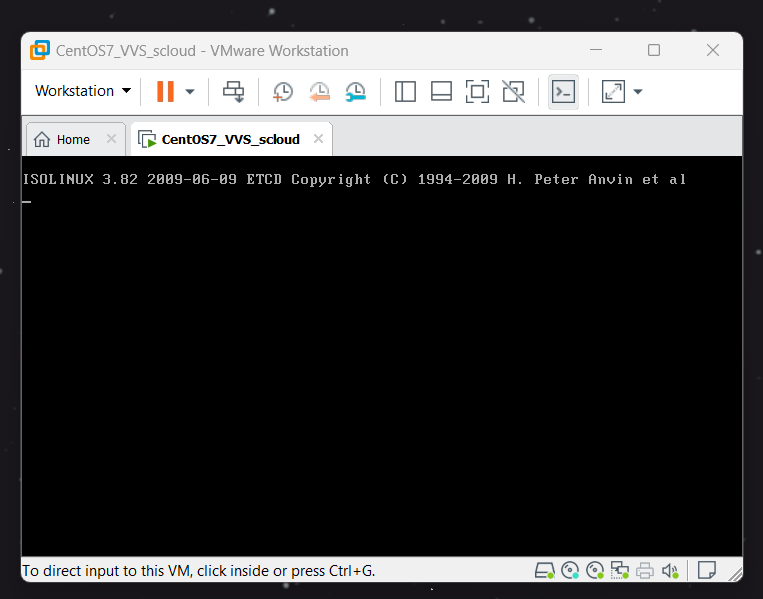 CentOS7_VVS_scloud - VMware Workstation
Workstation
Home
CentOS7_VVS_scloud
ISOLINUX 3.82 2009-06-09 ETCD Copyright (C) 1994-2009 H. Peter Anvin et al
To direct input to this VM, click inside or press Ctrl+G.